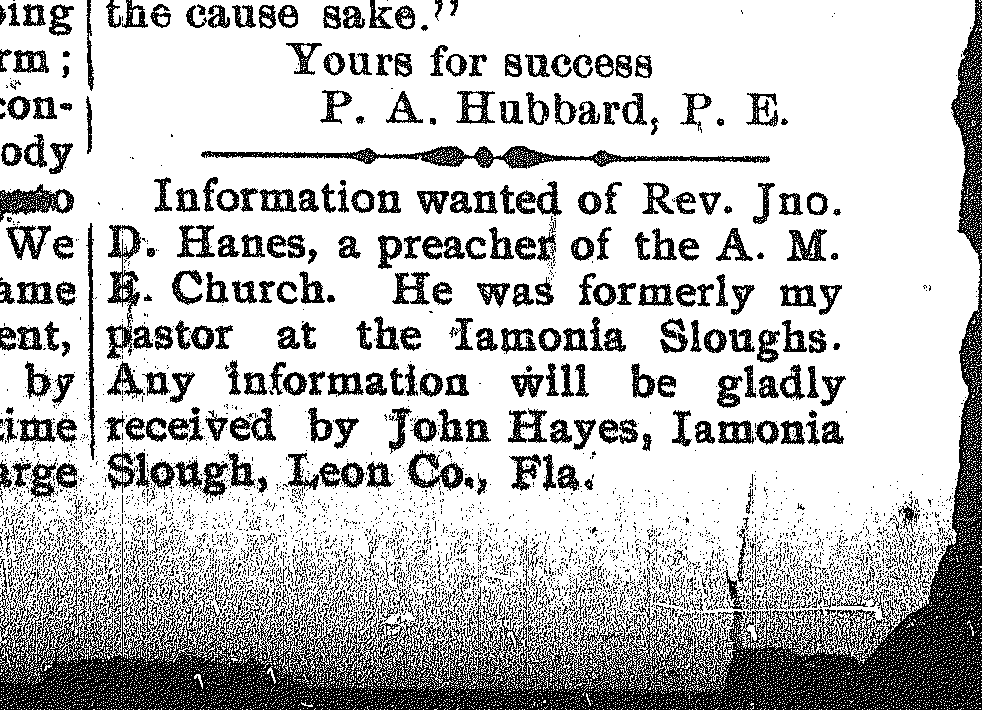 the cause sake."
Yours for success
P. A. Hubbard, P. E.
Information wanted of Rev. Jno.
D. Hanes, a preacher of the A. M.
E. Church. He was formerly my
pastor at the Iamonia Sloughs.
Any information will be gladly
received by John Hayes, Iamonia
Slough, Leon Co., Fla.
rm;
con-
ody
We
ame
ent,
by
time
arge